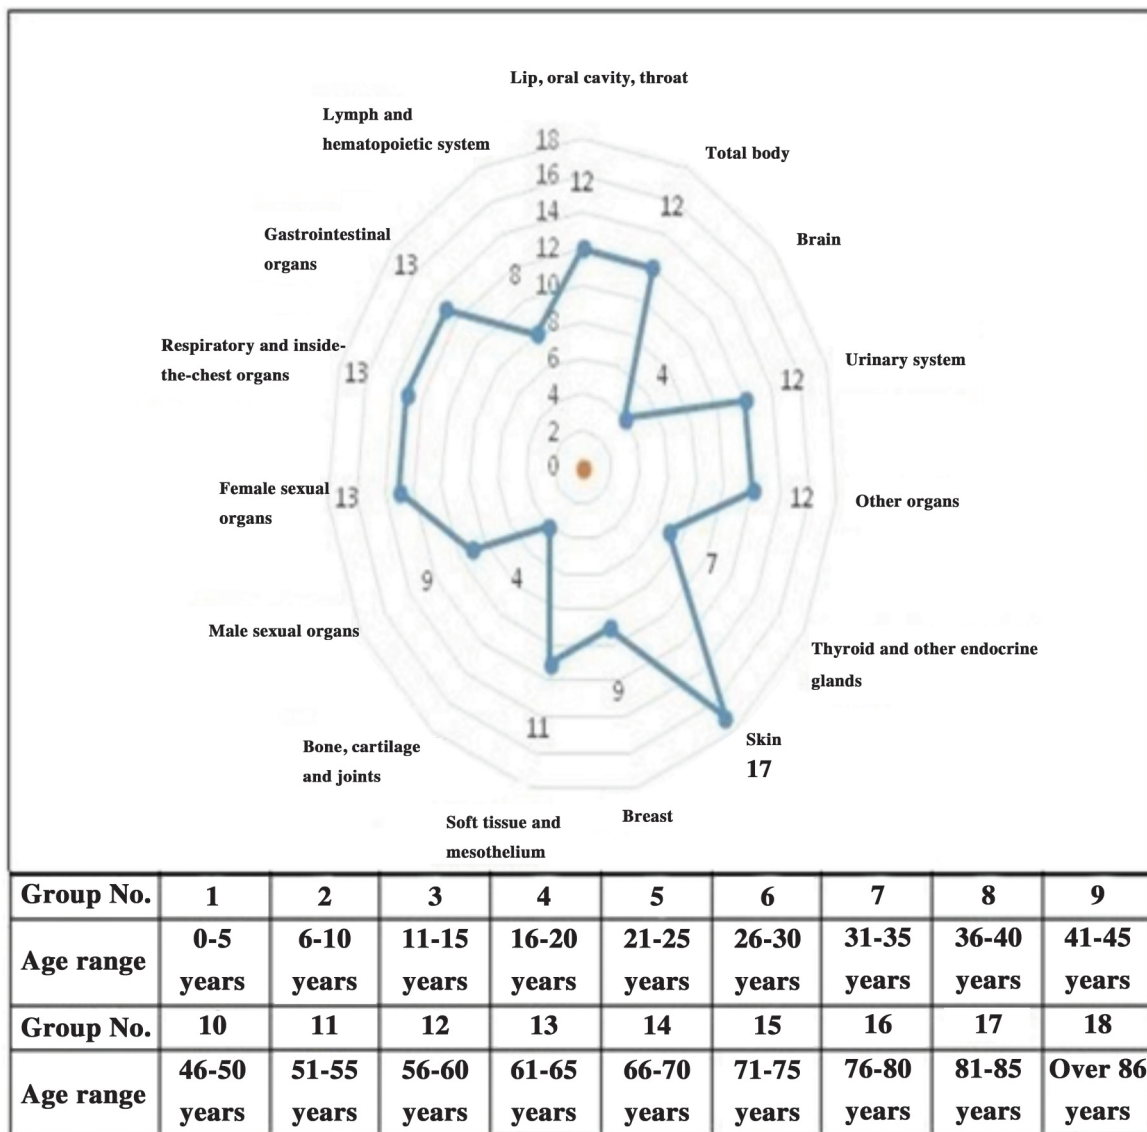 Lip, oral cavity, throat
Lymph and
hematopoietic system
Total body
Gastrointestinal
organs
Brain
Respiratory and inside-
the-chest organs
Urinary system
Female sexual
organs
Other organs
Male sexual organs
Thyroid and other endocrine
glands
Bone, cartilage
and joints
Skin
17
Soft tissue and
mesothelium
Breast
18
16
14
12
10
8
6
4
2
0
12
12
4
12
12
7
9
11
4
9
13
13
13
8
Group No. 1 2 3 4 5 6 7 8 9
Age range 0-5 6-10 11-15 16-20 21-25 26-30 31-35 36-40 41-45
years years years years years years years years years
Group No. 10 11 12 13 14 15 16 17 18
Age range 46-50 51-55 56-60 61-65 66-70 71-75 76-80 81-85 Over 86
years years years years years years years years years